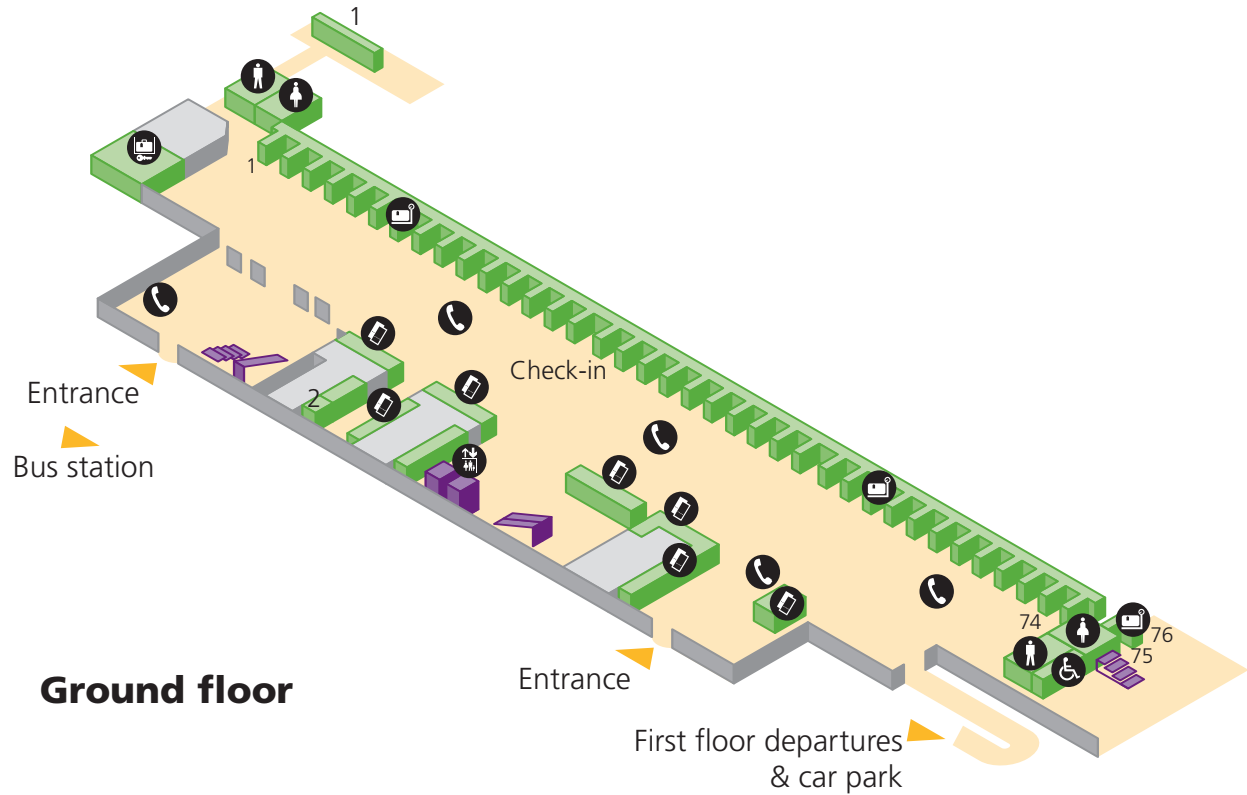 1
1
Check-in
Entrance
2
Bus station
74
76
75
Entrance
Ground floor
First floor departures
& car park